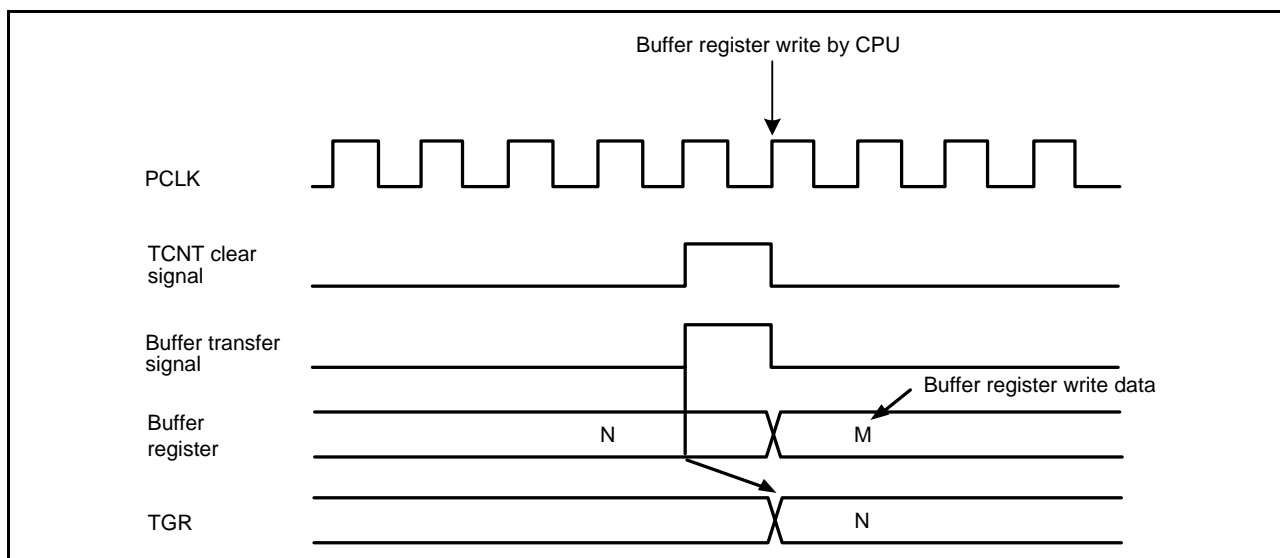 Buffer register write by CPU
PCLK
TCNT clear
signal
Buffer transfer
signal
Buffer register write data
Buffer
register
N
M
TGR
N